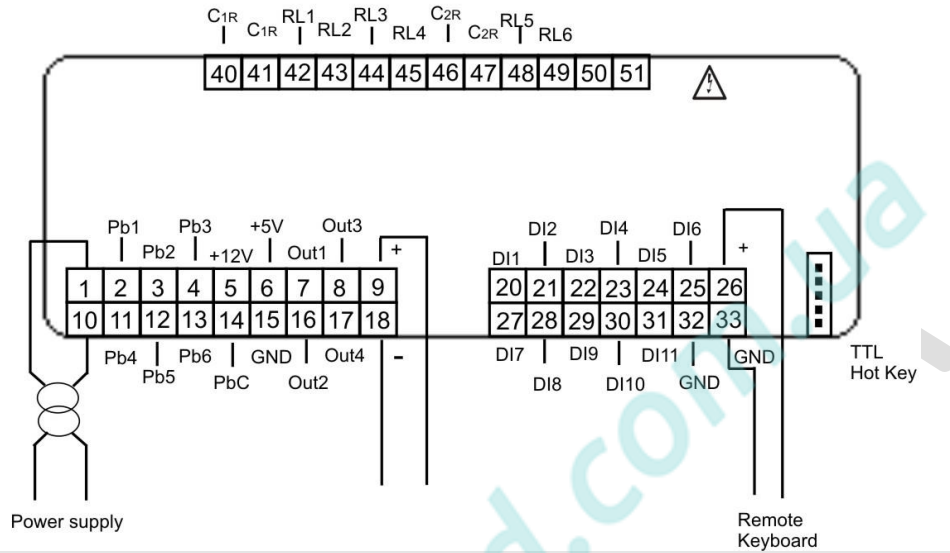 C1R C1R RL1 RL2 RL3 RL4 C2R C2R RL5 RL6
40 41 42 43 44 45 46 47 48 49 50 51
Pb1 Pb2 Pb3 +12V +5V Out1 Out3 +
1 2 3 4 5 6 7 8 9
10 11 12 13 14 15 16 17 18
Pb4 Pb5 Pb6 PbC GND Out2 Out4 -
DI1 DI2 DI3 DI4 DI5 DI6 +
20 21 22 23 24 25 26
27 28 29 30 31 32 33
DI7 DI8 DI9 DI10 DI11 GND GND
TTL
Hot Key
Power supply
Remote
Keyboard
d.com.ua